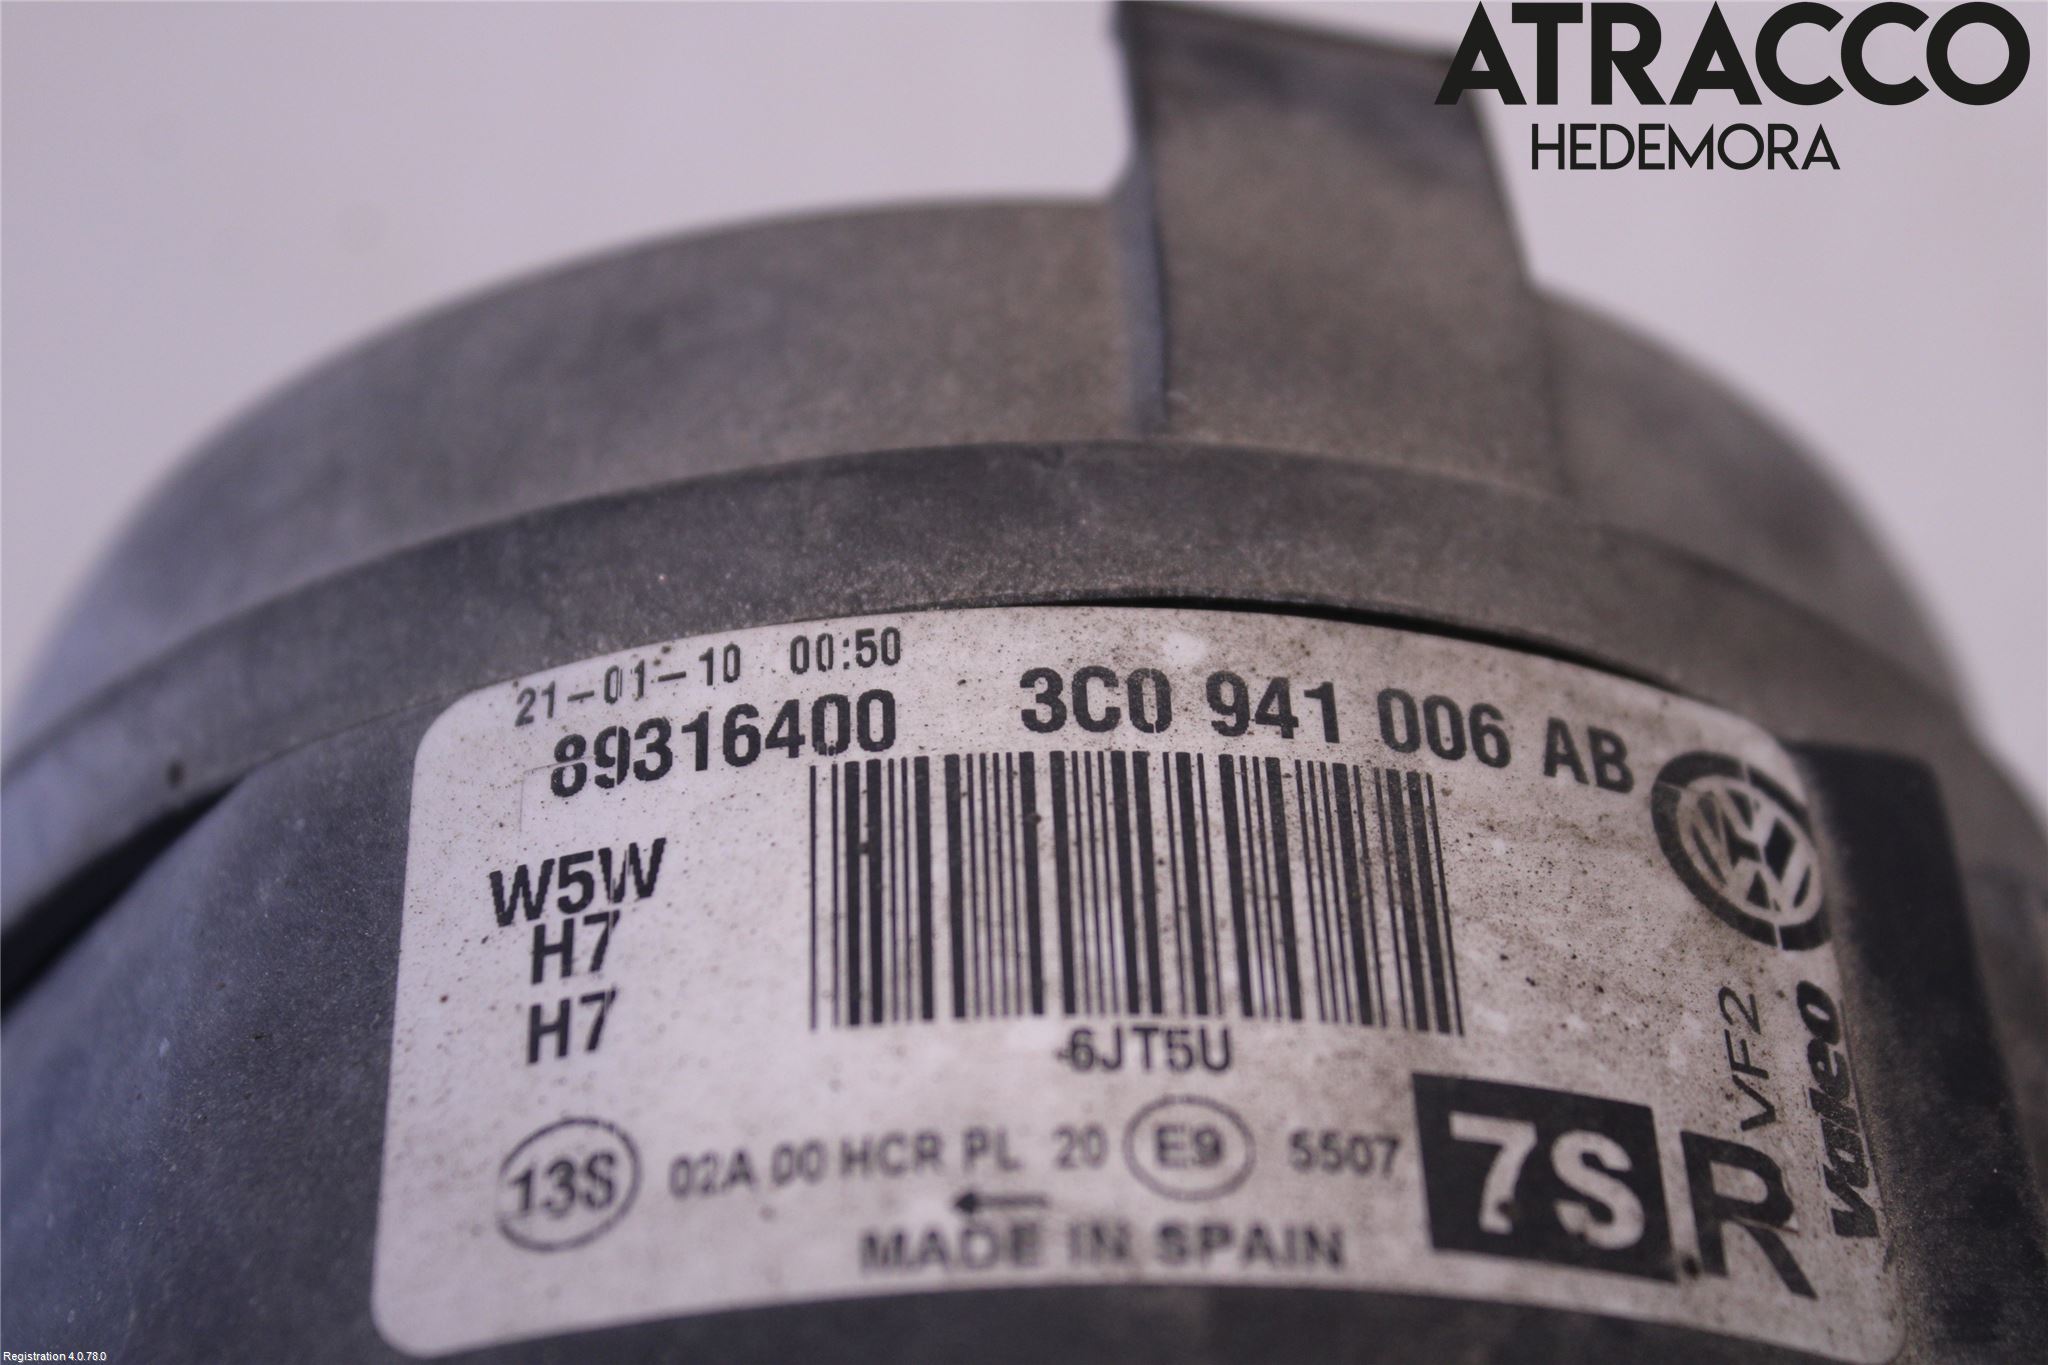 ATRACCO
HEDEMORA
21-01-10 00:50
89316400 3C0 941 006 AB
W5W
H7
H7
6JT5U
VF2
Valeo
13S 02A 00 HCR PL 20 E9 5507 7S R
MADE IN SPAIN
Registration 4.0.78.0